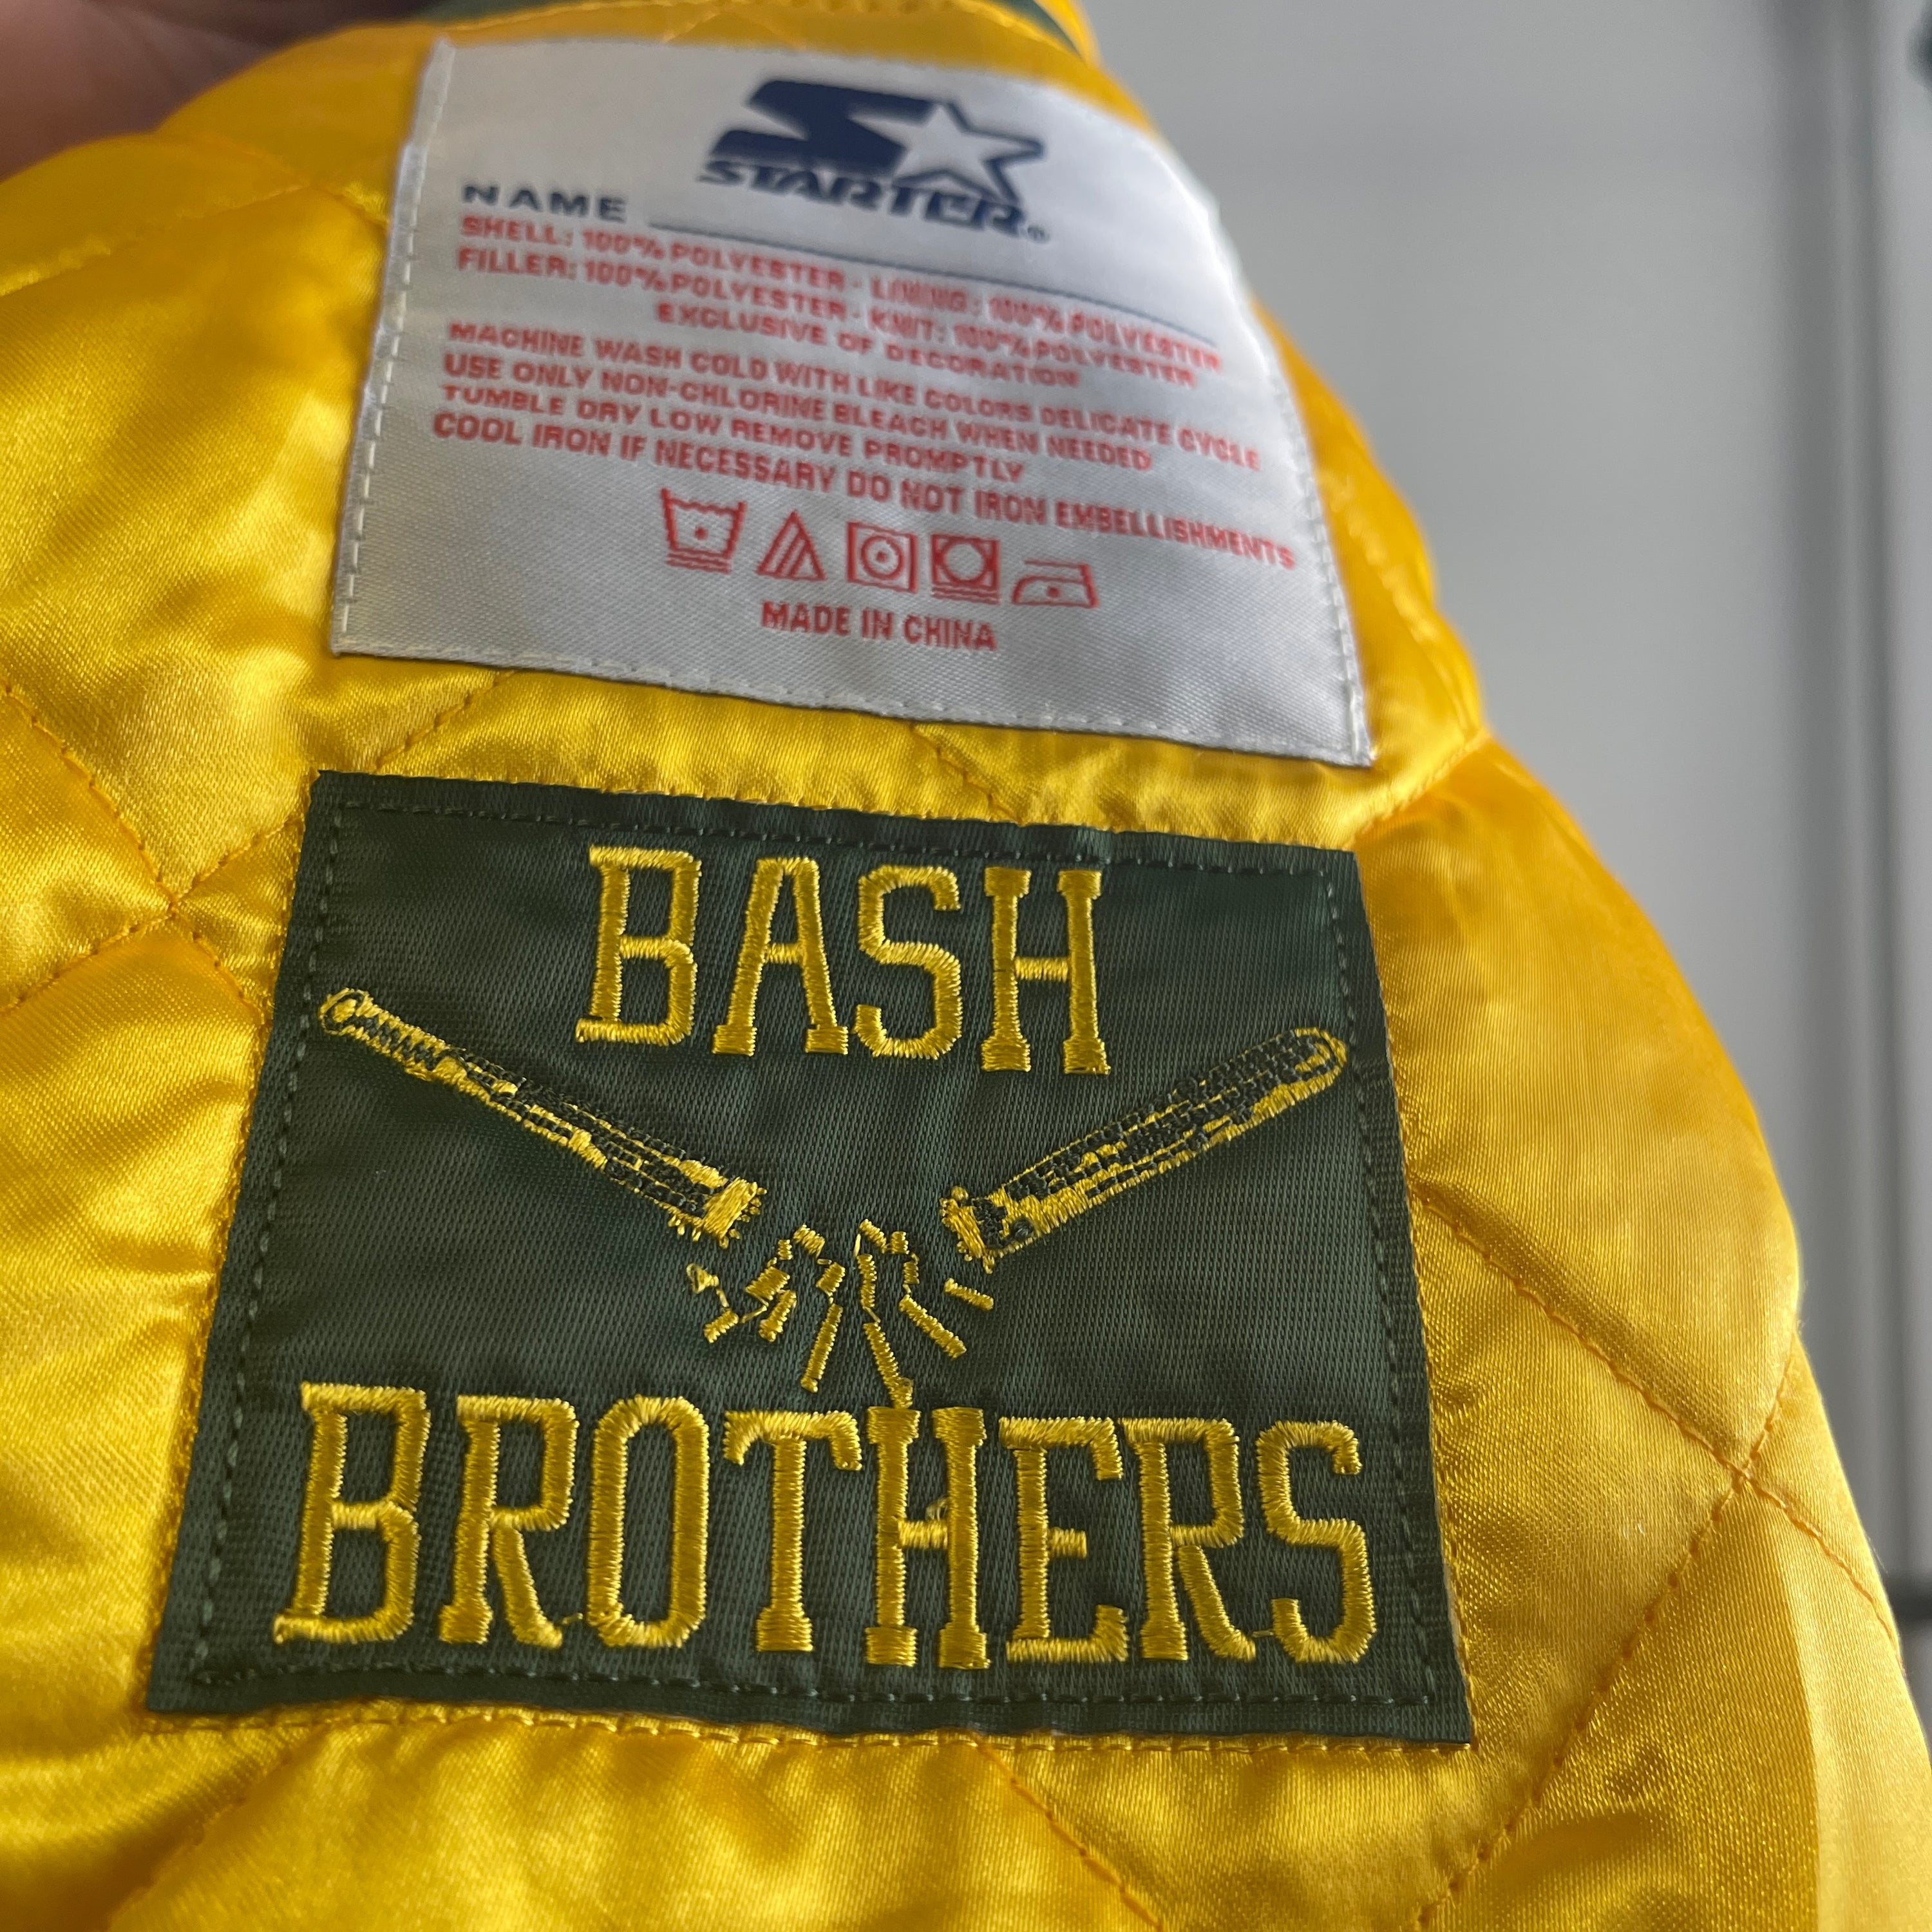 STARTER®
NAME
SHELL: 100% POLYESTER - LINING: 100% POLYESTER
FILLER: 100% POLYESTER - KNIT: 100% POLYESTER
EXCLUSIVE OF DECORATION
MACHINE WASH COLD WITH LIKE COLORS DELICATE CYCLE
USE ONLY NON-CHLORINE BLEACH WHEN NEEDED
TUMBLE DRY LOW REMOVE PROMPTLY
COOL IRON IF NECESSARY DO NOT IRON EMBELLISHMENTS
MADE IN CHINA
BASH
BROTHERS